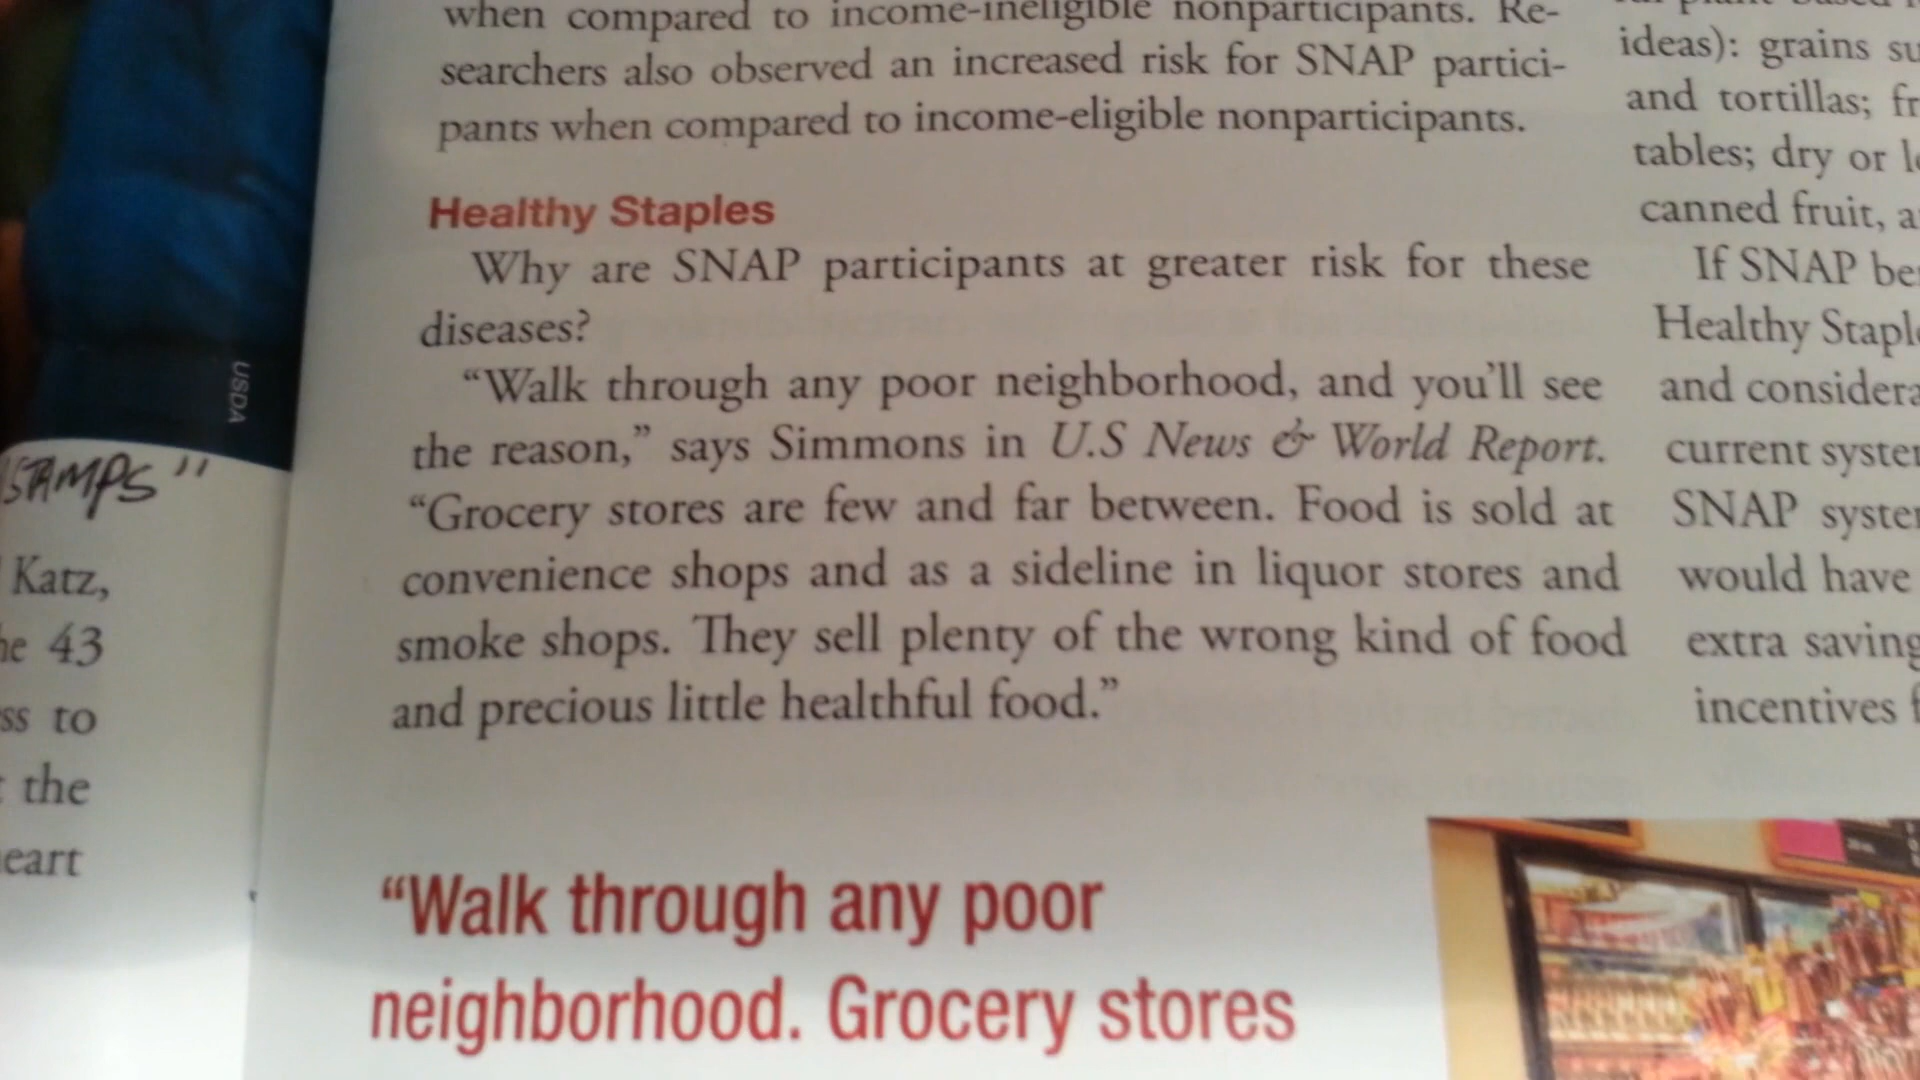 when compared to income-ineligible nonparticipants. Re-
searchers also observed an increased risk for SNAP partici-
pants when compared to income-eligible nonparticipants.
Healthy Staples
Why are SNAP participants at greater risk for these
diseases?
“Walk through any poor neighborhood, and you’ll see
the reason,” says Simmons in U.S News & World Report.
“Grocery stores are few and far between. Food is sold at
convenience shops and as a sideline in liquor stores and
smoke shops. They sell plenty of the wrong kind of food
and precious little healthful food.”
“Walk through any poor
neighborhood. Grocery stores
USDA
STAMPS”
Katz,
43
to
the
ideas): grains
and tortillas;
tables; dry or
canned fruit,
If SNAP
Healthy
and
current
SNAP
would have
extra
incentives